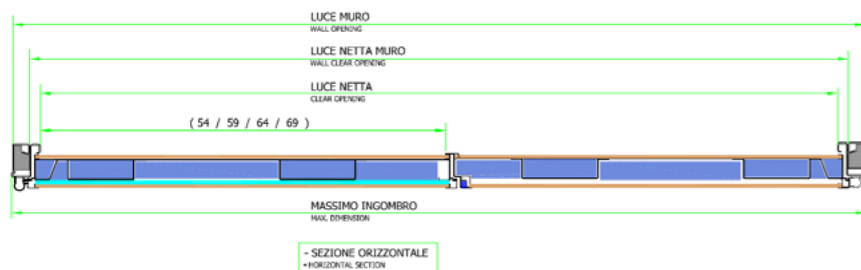 LUCE MURO
WALL OPENING
LUCE NETTA MURO
WALL CLEAR OPENING
LUCE NETTA
CLEAR OPENING
( 54 / 59 / 64 / 69 )
MASSIMO INGOMBRO
MAX. DIMENSION
- SEZIONE ORIZZONTALE
- HORIZONTAL SECTION